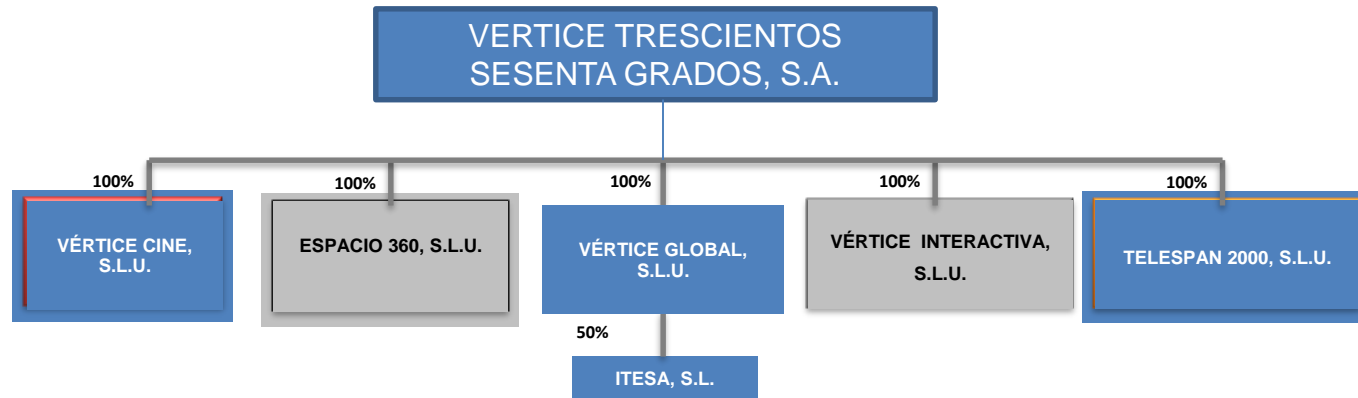 VERTICE TRESCIENTOS
SESENTA GRADOS, S.A.
100%
100%
100%
100%
100%
VÉRTICE CINE,
S.L.U.
ESPACIO 360, S.L.U.
VÉRTICE GLOBAL,
S.L.U.
VÉRTICE INTERACTIVA,
S.L.U.
TELESPAN 2000, S.L.U.
50%
ITESA, S.L.